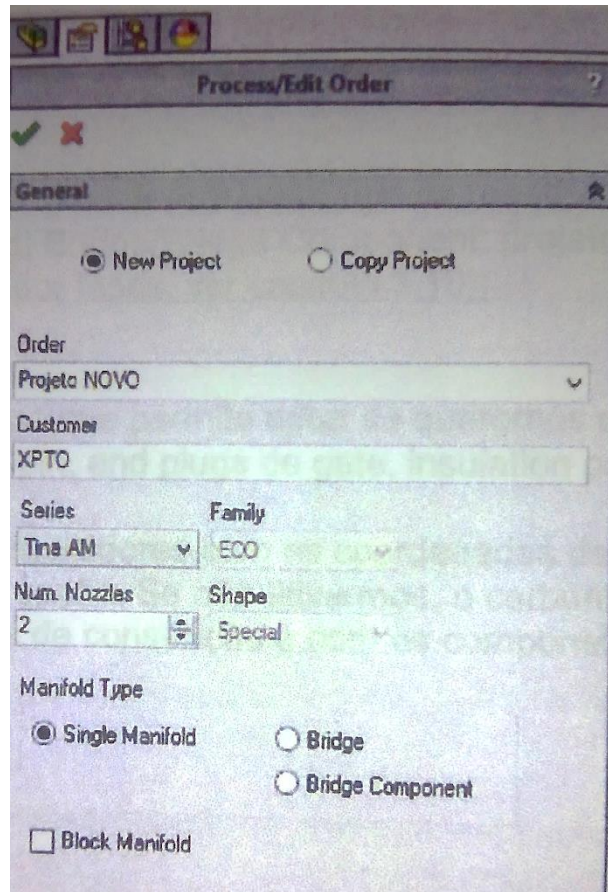 Process/Edit Order ?
General
New Project Copy Project
Order
Projeto NOVO
Customer
XPTO
Series Family
Tina AM ECO
Num. Nozzles Shape
2 Special
Manifold Type
Single Manifold Bridge
Bridge Component
Block Manifold